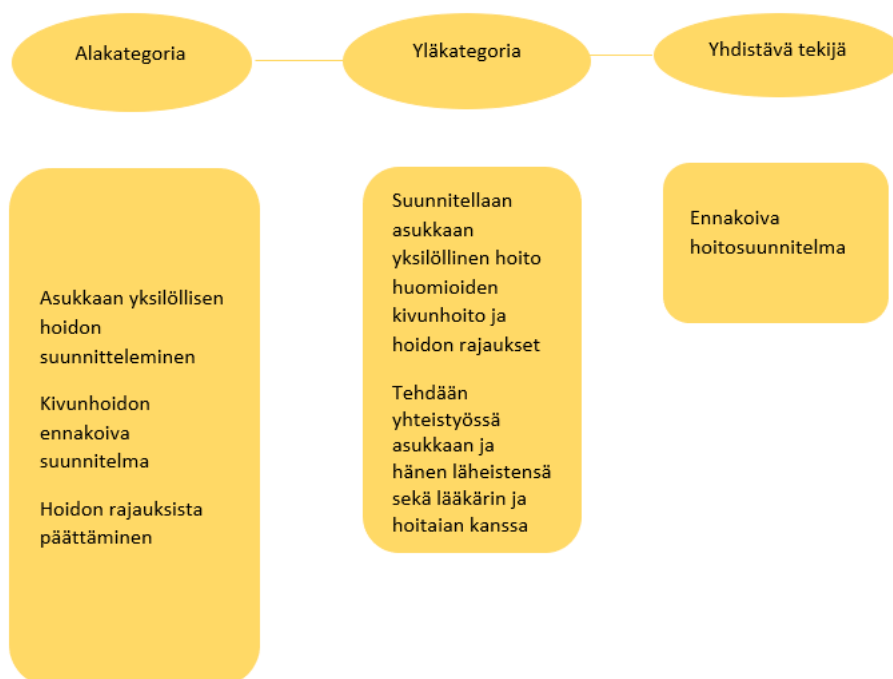 Alakategoria
Yläkategoria
Yhdistävä tekijä
Asukkaan yksilöllisen
hoidon
suunnitteleminen
Kivunhoidon
ennakoiva
suunnitelma
Hoidon rajauksista
päättäminen
Suunnitellaan
asukkaan
yksilöllinen hoito
huomioiden
kivunhoito ja
hoidon rajaukset
Tehdään
yhteistyössä
asukkaan ja
hänen läheistensä
sekä lääkärin ja
hoitaian kanssa
Ennakoiva
hoitosuunnitelma